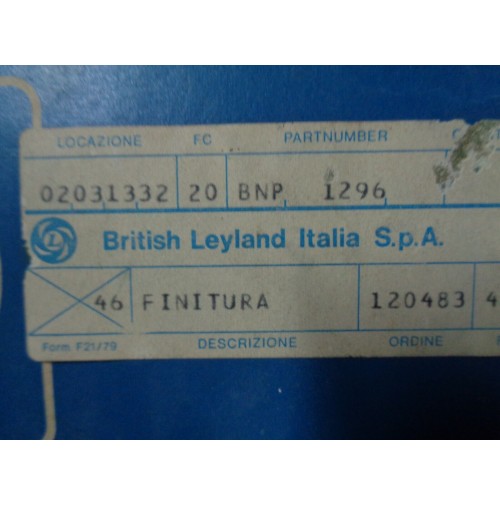 LOCAZIONE FC PARTNUMBER
02031332 20 BNP 1296
L British Leyland Italia S.p.A.
46 FINITURA 120483 4
Form F21/79 DESCRIZIONE ORDINE